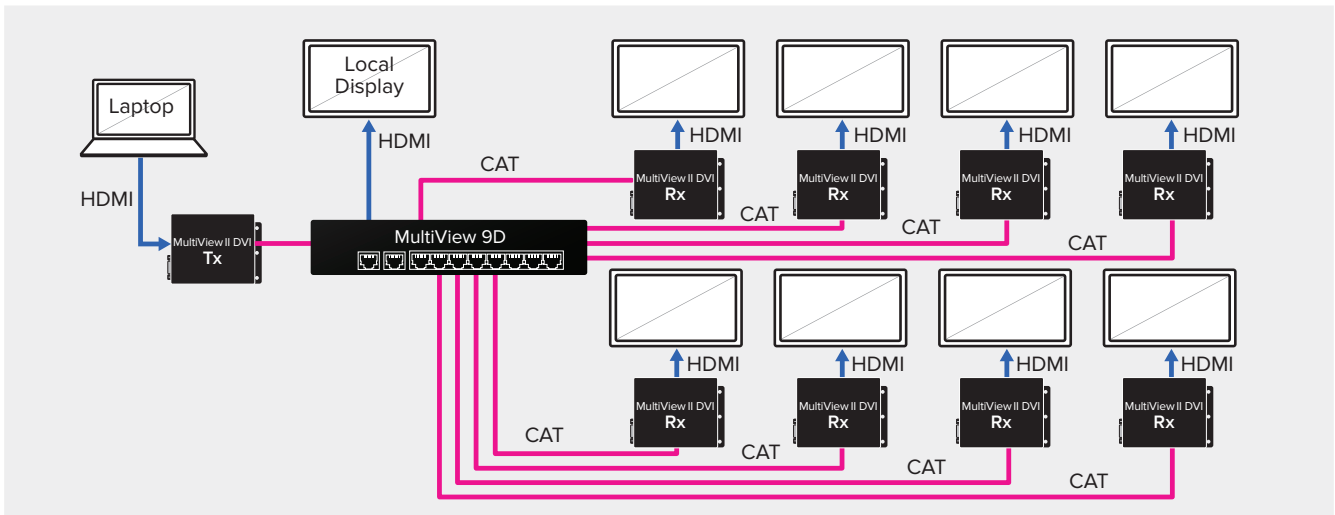 Laptop
HDMI
MultiView II DVI
Tx
Local
Display
HDMI
MultiView 9D
CAT
HDMI
MultiView II DVI
Rx
HDMI
MultiView II DVI
Rx
CAT
HDMI
MultiView II DVI
Rx
CAT
HDMI
MultiView II DVI
Rx
CAT
HDMI
MultiView II DVI
Rx
CAT
HDMI
MultiView II DVI
Rx
CAT
HDMI
MultiView II DVI
Rx
CAT
HDMI
MultiView II DVI
Rx
CAT